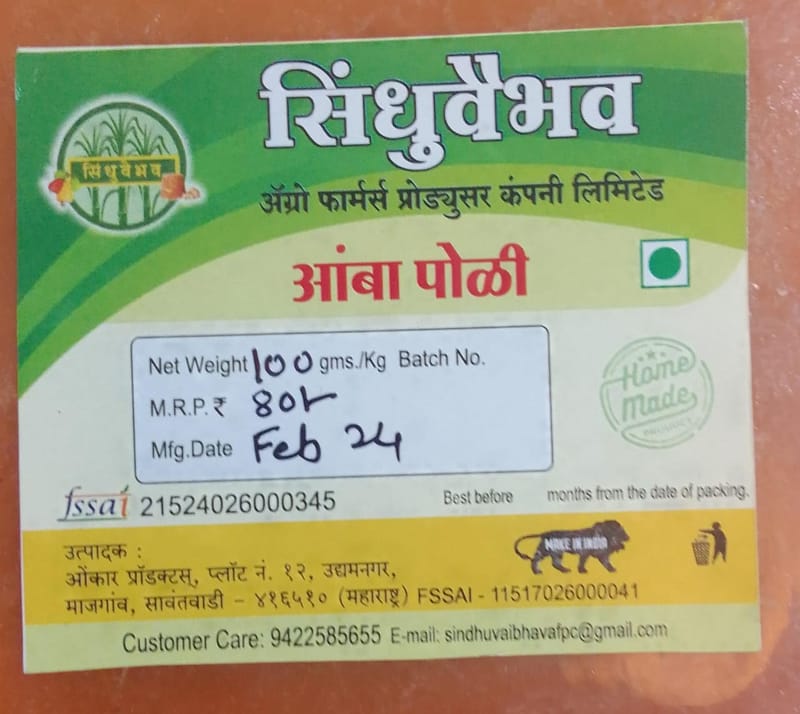 सिंधुवैभव
सिंधुवैभव
ॲग्रो फार्मर्स प्रोड्युसर कंपनी लिमिटेड
आंबा पोळी
Net Weight 100 gms./Kg Batch No.
M.R.P. ₹ 80/-
Mfg.Date Feb 24
Home
Made
PRODUCT
fssai 21524026000345
Best before months from the date of packing.
उत्पादक :
ओंकार प्रॉडक्टस्, प्लॉट नं. १२, उद्यमनगर,
माजगांव, सावंतवाडी - ४१६५१० (महाराष्ट्र) FSSAI - 11517026000041
MAKE IN INDIA
Customer Care: 9422585655 E-mail: sindhuvaibhavafpc@gmail.com